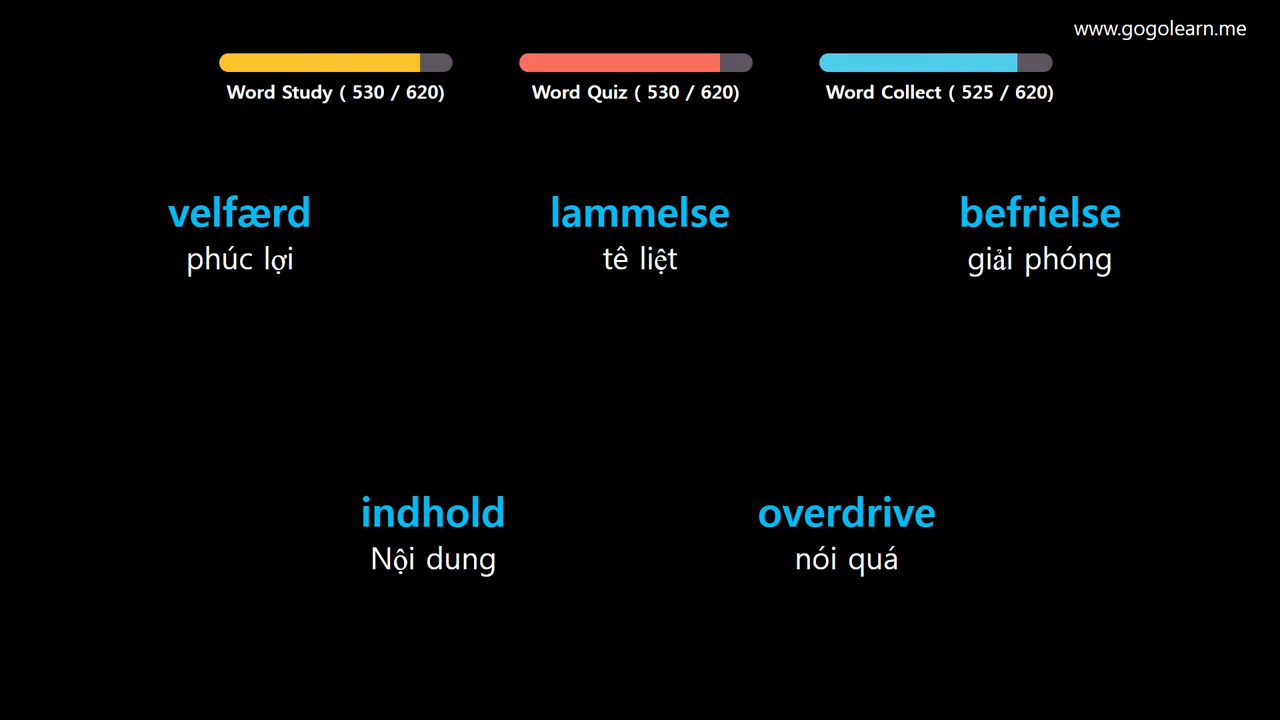 www.gogolearn.me
Word Study ( 530 / 620)
Word Quiz ( 530 / 620)
Word Collect ( 525 / 620)
velfærd
phúc lợi
lammelse
tê liệt
befrielse
giải phóng
indhold
Nội dung
overdrive
nói quá